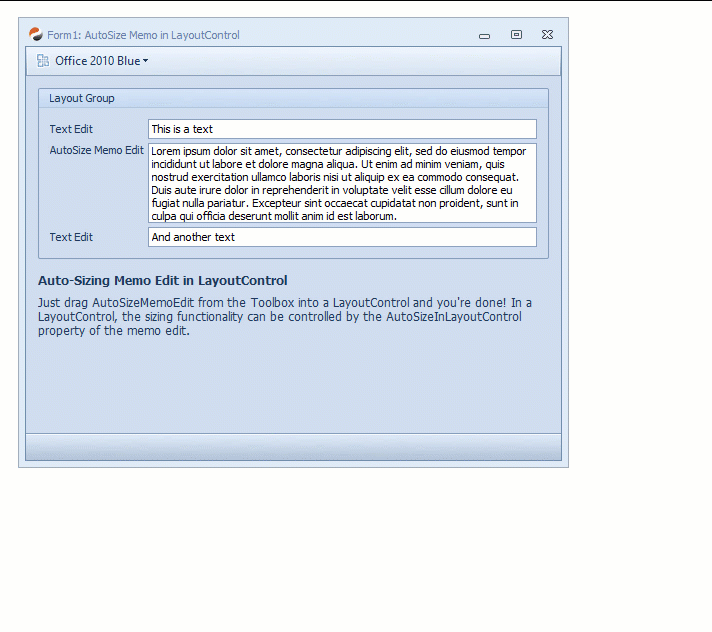 Form1: AutoSize Memo in LayoutControl
Office 2010 Blue
Layout Group
Text Edit This is a text
AutoSize Memo Edit Lorem ipsum dolor sit amet, consectetur adipiscing elit, sed do eiusmod tempor
incididunt ut labore et dolore magna aliqua. Ut enim ad minim veniam, quis
nostrud exercitation ullamco laboris nisi ut aliquip ex ea commodo consequat.
Duis aute irure dolor in reprehenderit in voluptate velit esse cillum dolore eu
fugiat nulla pariatur. Excepteur sint occaecat cupidatat non proident, sunt in
culpa qui officia deserunt mollit anim id est laborum.
Text Edit And another text
Auto-Sizing Memo Edit in LayoutControl
Just drag AutoSizeMemoEdit from the Toolbox into a LayoutControl and you're done! In a
LayoutControl, the sizing functionality can be controlled by the AutoSizeInLayoutControl
property of the memo edit.